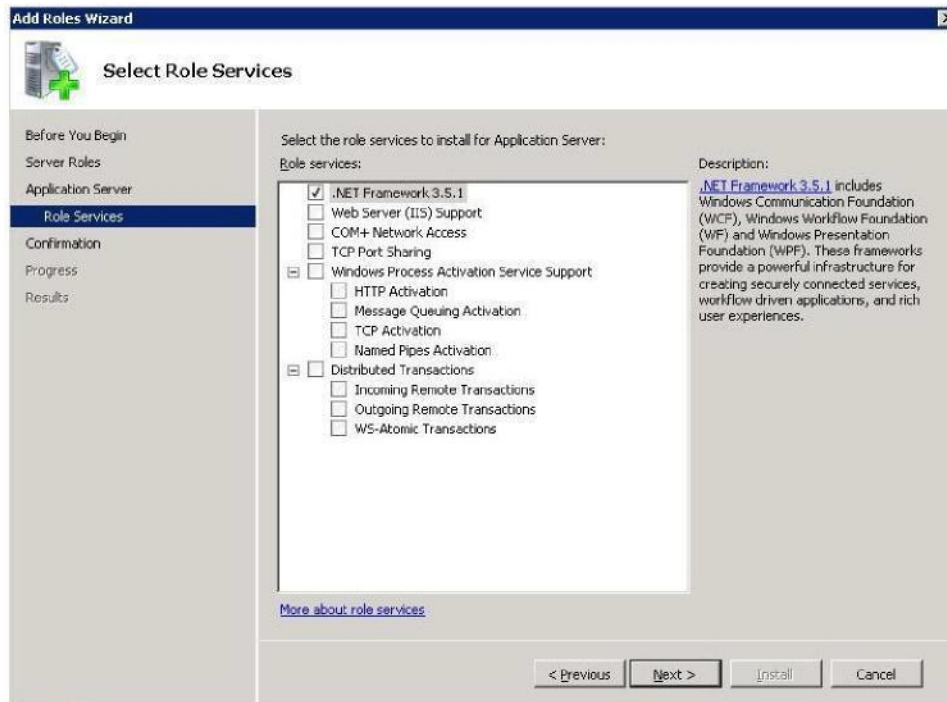 Add Roles Wizard
Select Role Services
Before You Begin
Server Roles
Application Server
Role Services
Confirmation
Progress
Results
Select the role services to install for Application Server:
Role services:
.NET Framework 3.5.1
Web Server (IIS) Support
COM+ Network Access
TCP Port Sharing
Windows Process Activation Service Support
HTTP Activation
Message Queuing Activation
TCP Activation
Named Pipes Activation
Distributed Transactions
Incoming Remote Transactions
Outgoing Remote Transactions
WS-Atomic Transactions
More about role services
Description:
.NET Framework 3.5.1 includes
Windows Communication Foundation
(WCF), Windows Workflow Foundation
(WF) and Windows Presentation
Foundation (WPF). These frameworks
provide a powerful infrastructure for
creating securely connected services,
workflow driven applications, and rich
user experiences.
< Previous
Next >
Install
Cancel